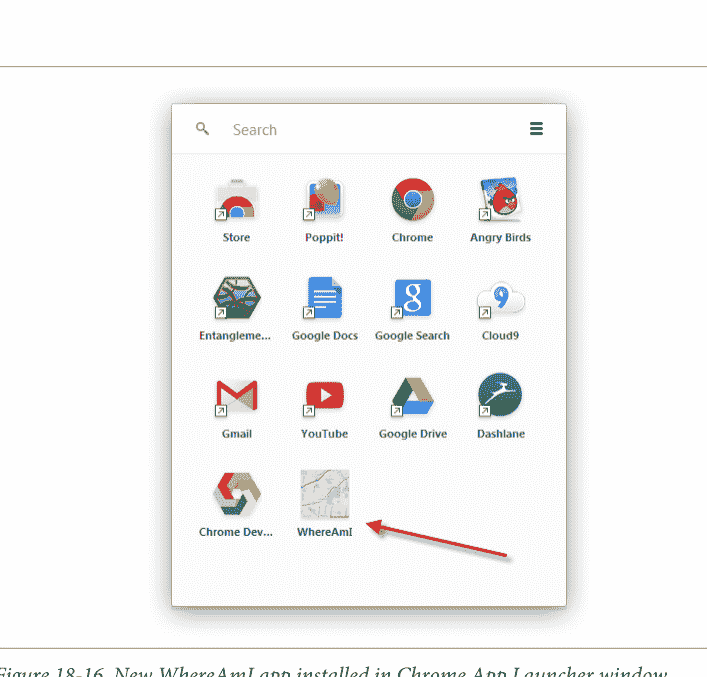 Search
Store Poppit! Chrome Angry Birds
Entangleme... Google Docs Google Search Cloud9
Gmail YouTube Google Drive Dashlane
Chrome Dev... WhereAmI
Figure 18-16. New WhereAmI app installed in Chrome App Launcher window